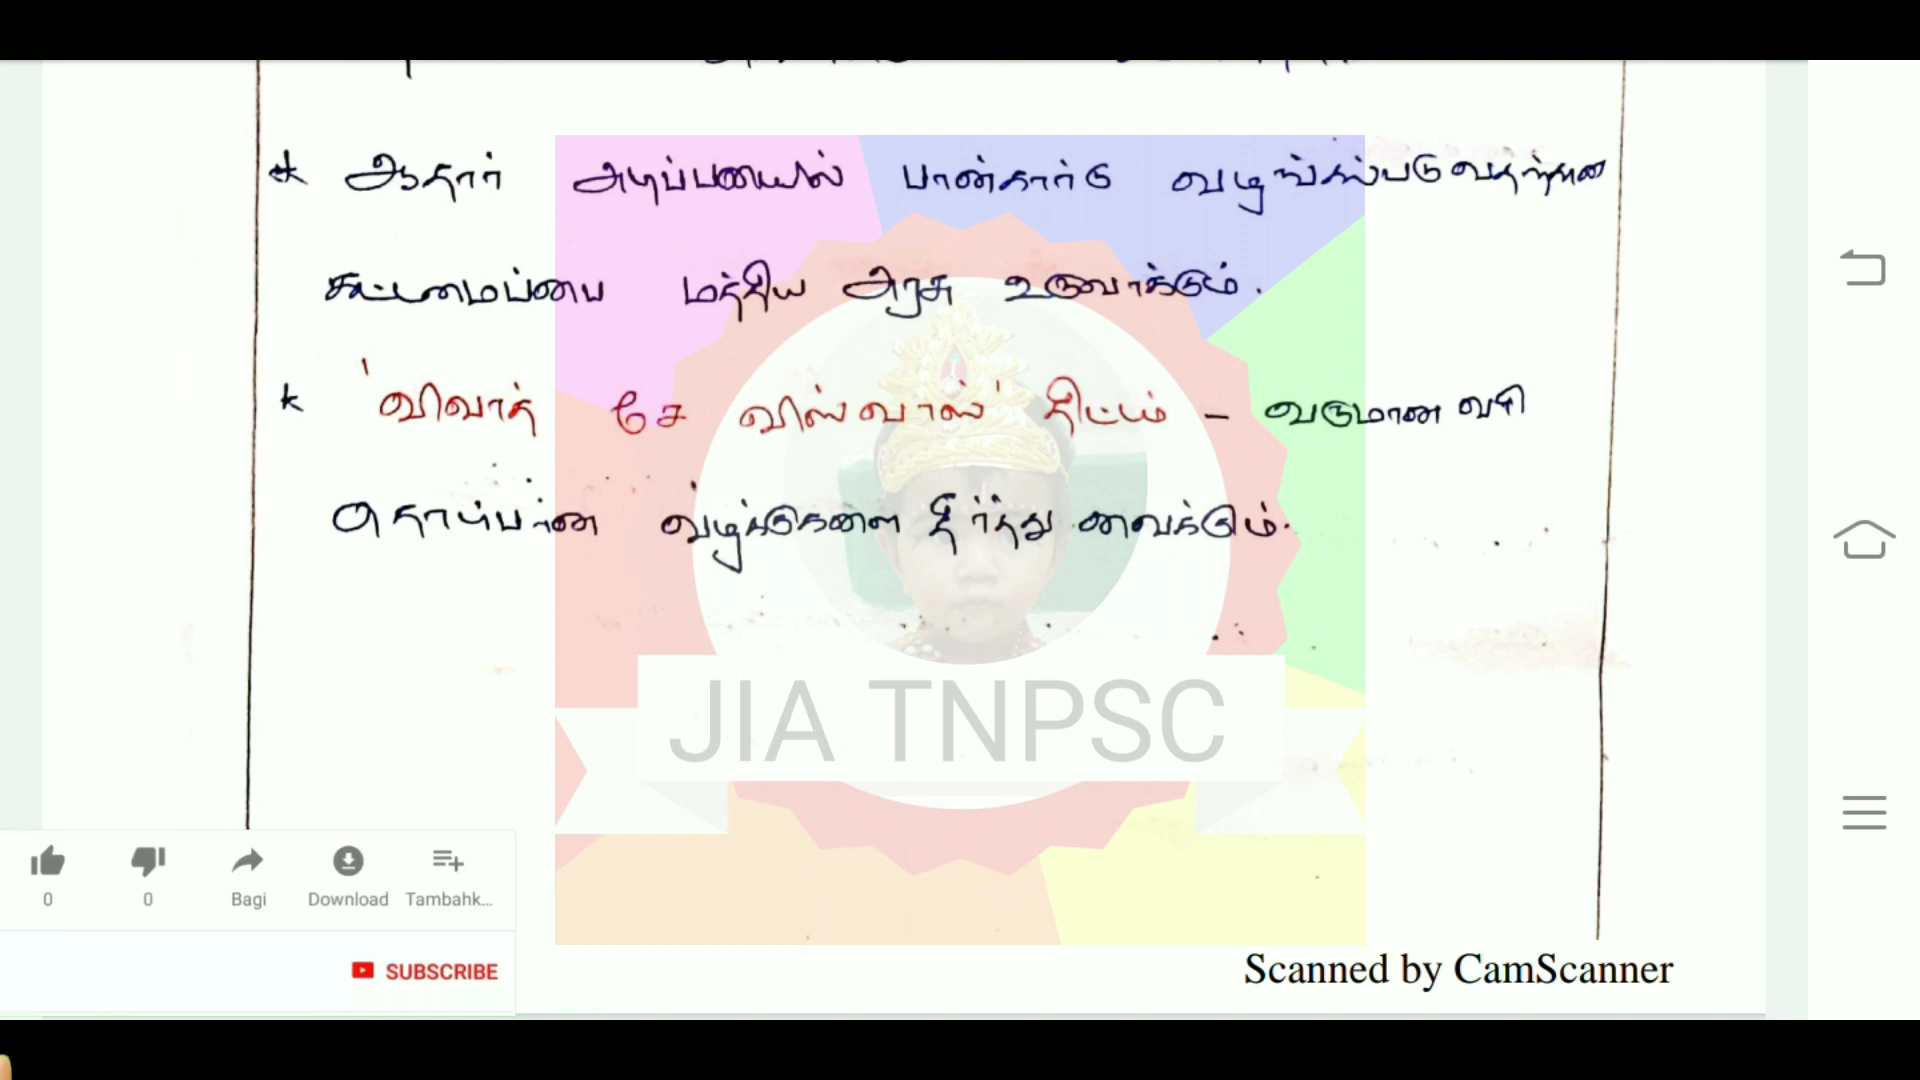 * ஆதார் அடிப்படையில் பான்கார்டு வழங்கப்படுவதற்கான
கட்டமைப்பை மத்திய அரசு உருவாக்கும்.
* 'விவாத் சே விஸ்வாஸ்' திட்டம் - வருமான வரி
தொடர்பான வழக்குகளை தீர்த்து வைக்கும்.
JIA TNPSC
0 0 Bagi Download Tambahk...
SUBSCRIBE
Scanned by CamScanner